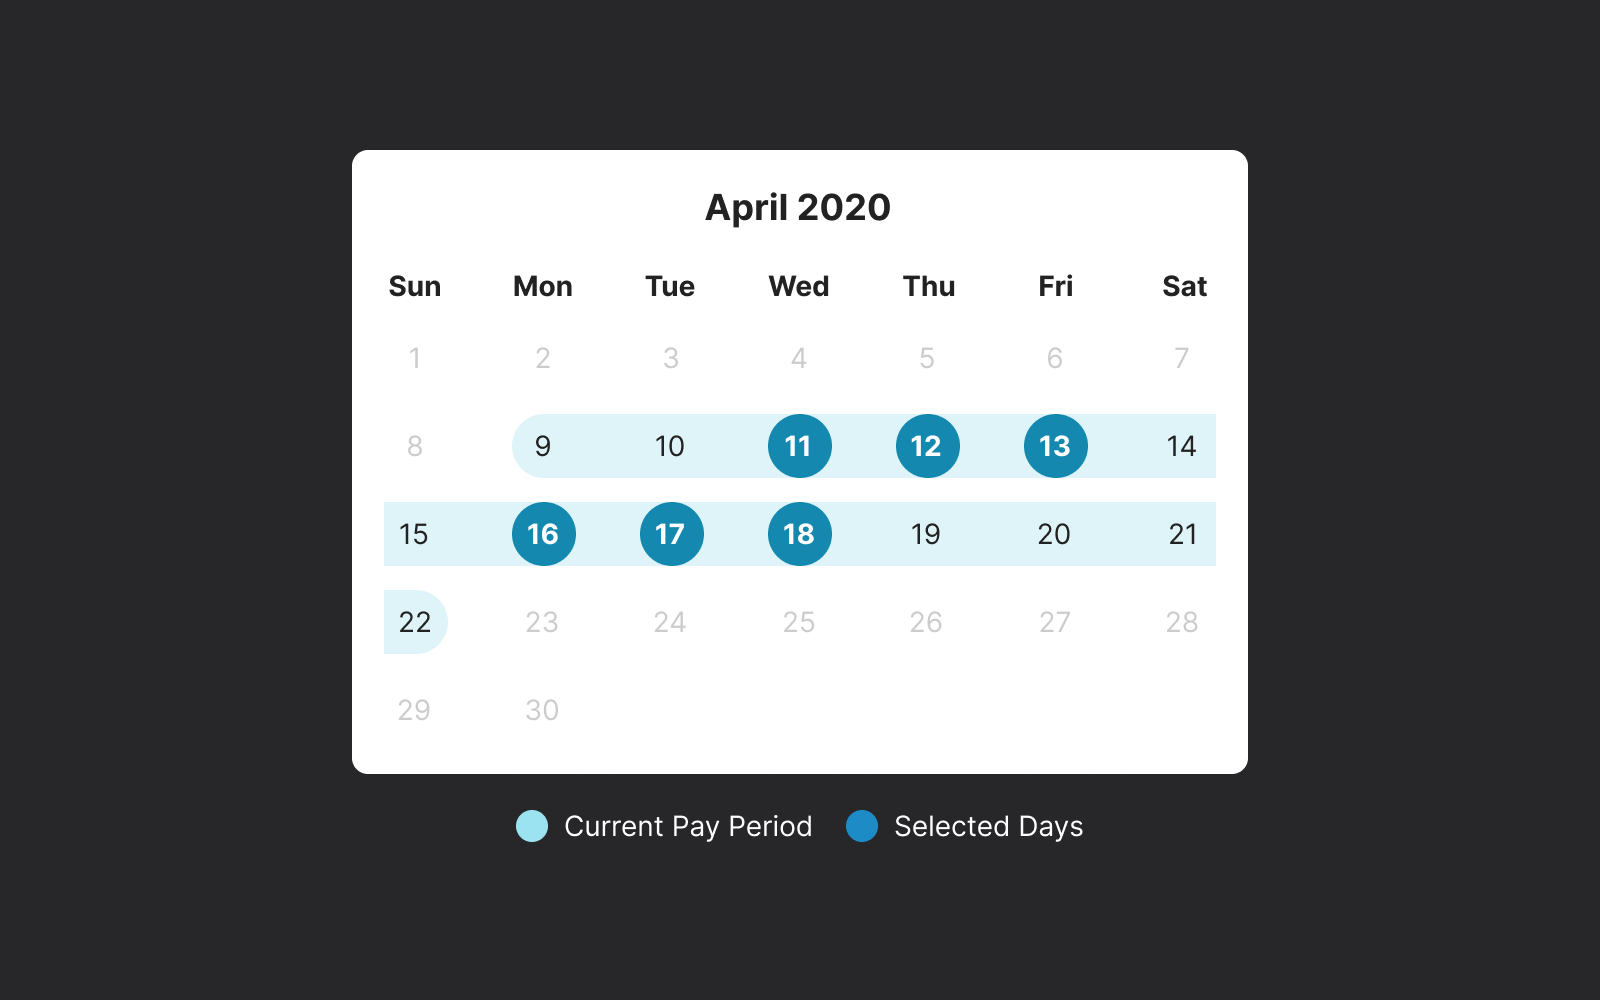 April 2020
Sun Mon Tue Wed Thu Fri Sat
1 2 3 4 5 6 7
8 9 10 11 12 13 14
15 16 17 18 19 20 21
22 23 24 25 26 27 28
29 30
Current Pay Period Selected Days